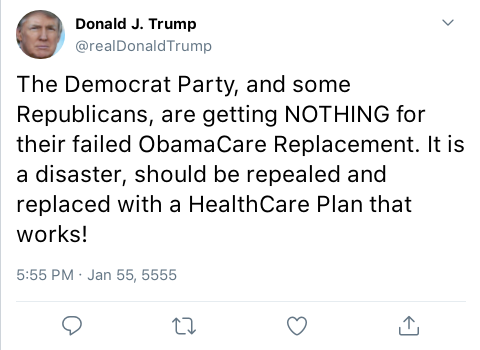 Donald J. Trump
@realDonaldTrump
The Democrat Party, and some
Republicans, are getting NOTHING for
their failed ObamaCare Replacement. It is
a disaster, should be repealed and
replaced with a HealthCare Plan that
works!
5:55 PM · Jan 55, 5555